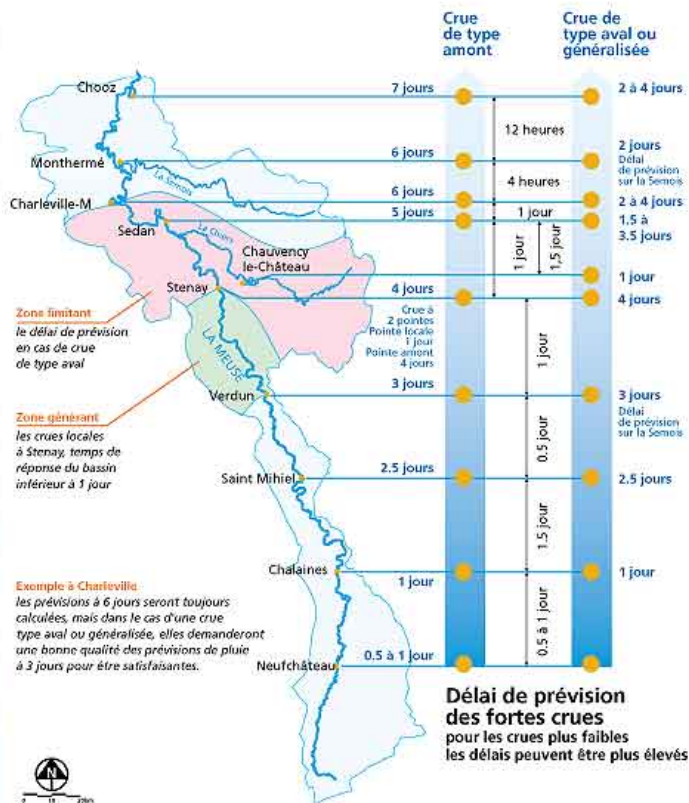 Crue de
type amont
Crue de
type aval ou
généralisée
Chooz
7 jours
2 à 4 jours
12 heures
Monthermé
6 jours
2 jours
Délai
de prévision
sur la Semois
La Semois
4 heures
Charleville-M
6 jours
2 à 4 jours
Sedan
5 jours
1 jour
1.5 à
3.5 jours
La Chiers
Chauvency
le-Château
1 jour
1,5 jour
1 jour
Stenay
4 jours
4 jours
Zone limitant
le délai de prévision
en cas de crue
de type aval
Crue à
2 pointes
Pointe locale
1 jour
Pointe amont
4 jours
LA MEUSE
1 jour
Verdun
3 jours
3 jours
Délai
de prévision
sur la Semois
Zone générant
les crues locales
à Stenay, temps de
réponse du bassin
inférieur à 1 jour
0.5 jour
Saint Mihiel
2.5 jours
2.5 jours
1.5 jour
Chalaines
1 jour
1 jour
Exemple à Charleville
les prévisions à 6 jours seront toujours
calculées, mais dans le cas d'une crue
type aval ou généralisée, elles demanderont
une bonne qualité des prévisions de pluie
à 3 jours pour être satisfaisantes.
0.5 à 1 jour
Neufchâteau
0.5 à 1 jour
Délai de prévision
des fortes crues
pour les crues plus faibles
les délais peuvent être plus élevés
N
0 10 20km